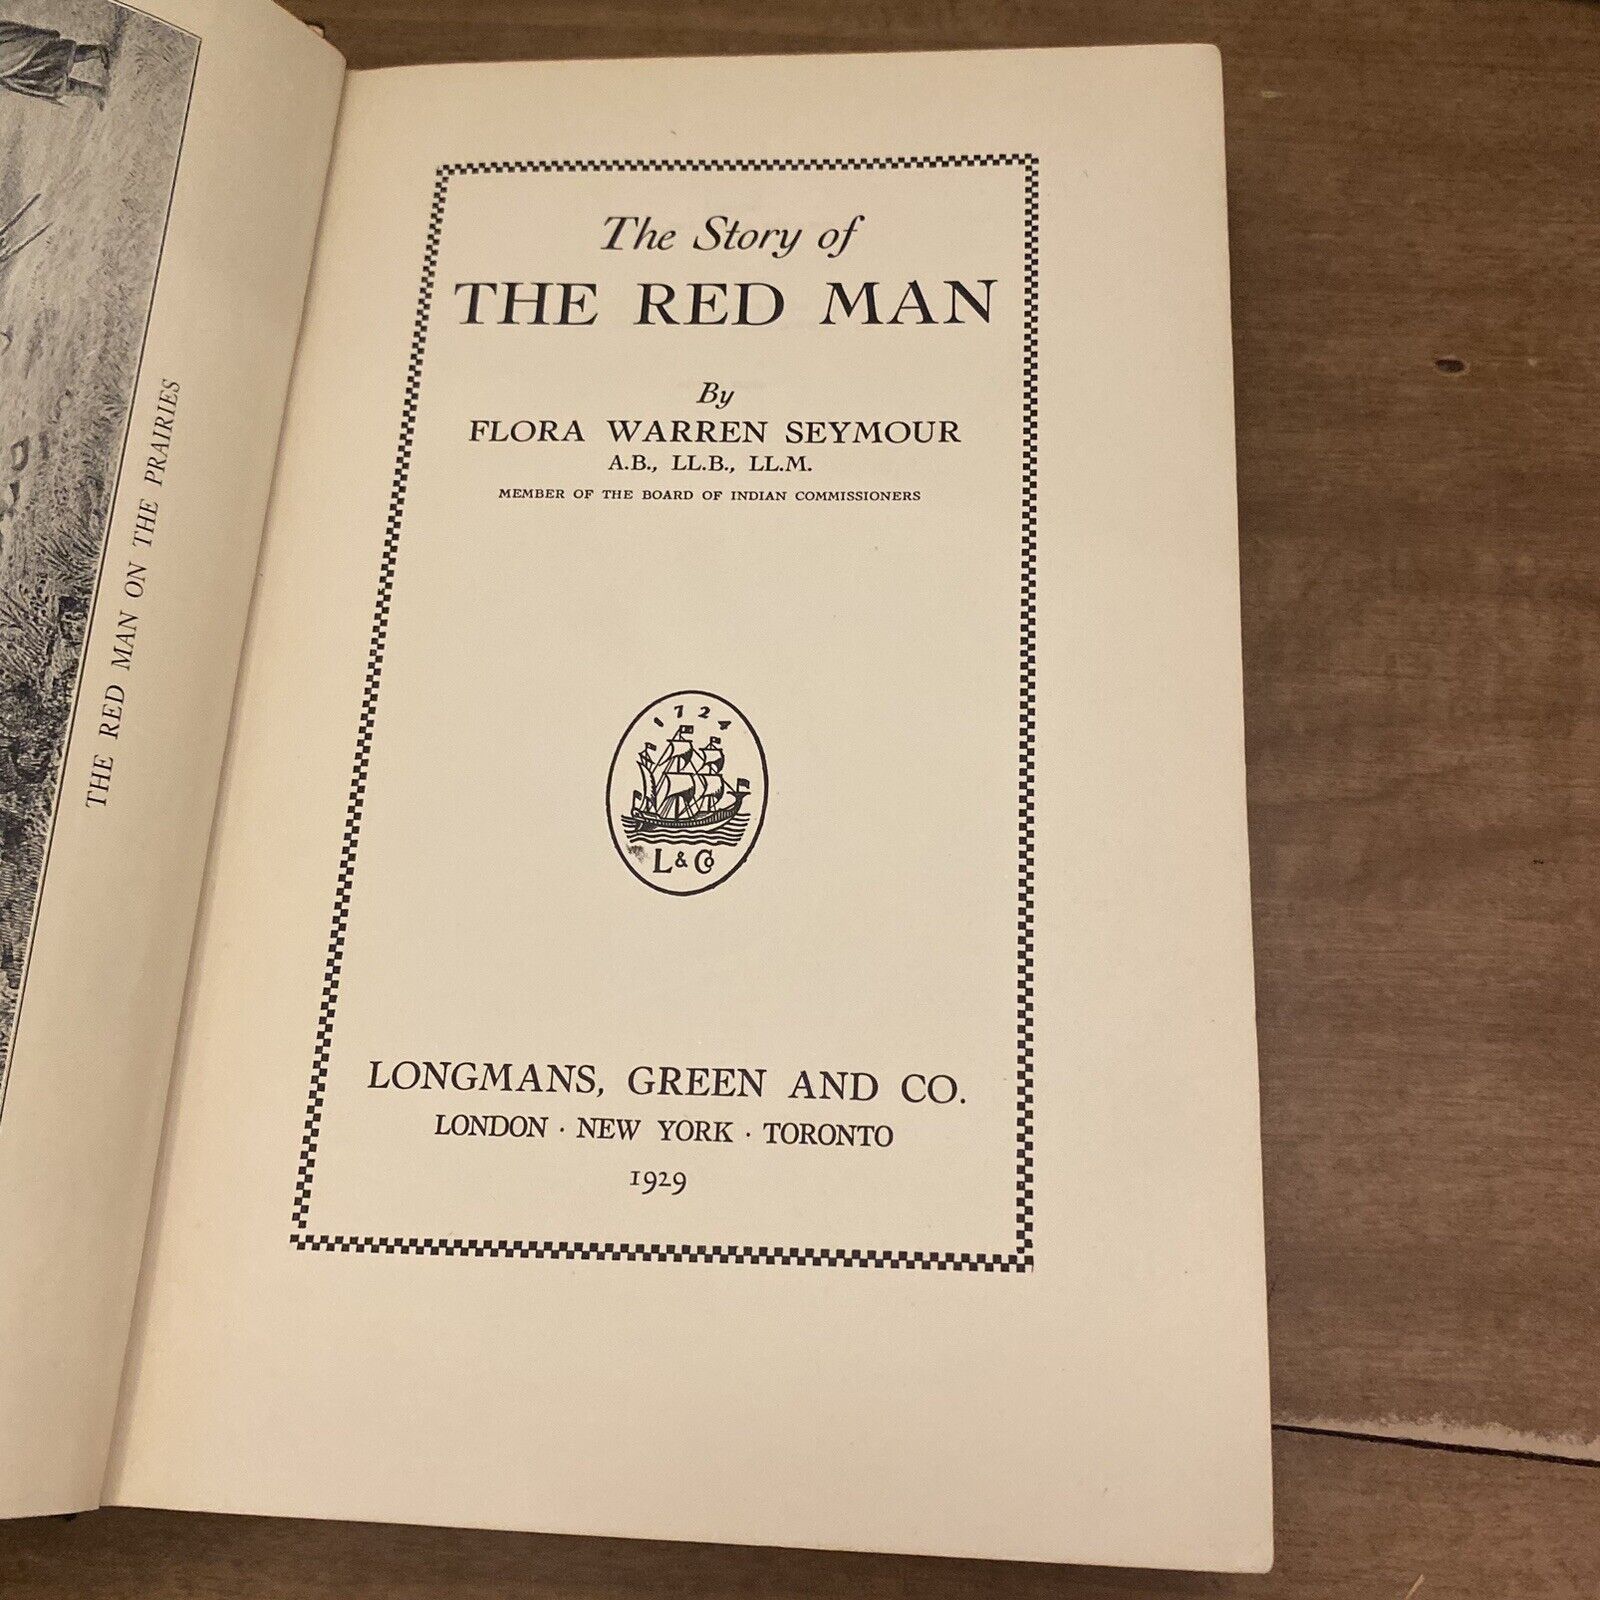 THE RED MAN ON THE PRAIRIES
The Story of
THE RED MAN
By
FLORA WARREN SEYMOUR
A.B., LL.B., LL.M.
MEMBER OF THE BOARD OF INDIAN COMMISSIONERS
1724
L & Co
LONGMANS, GREEN AND CO.
LONDON · NEW YORK · TORONTO
1929